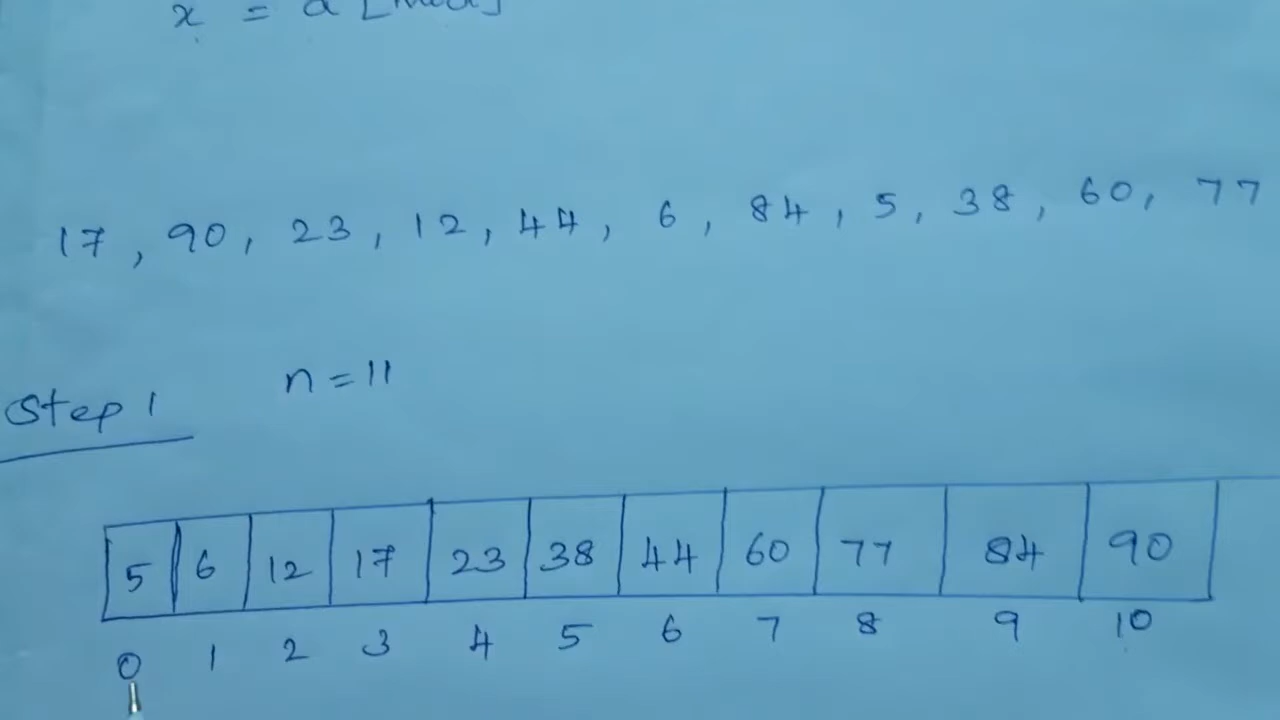 x = a [mid]
17, 90, 23, 12, 44, 6, 84, 5, 38, 60, 77
n = 11
Step 1
5 6 12 17 23 38 44 60 77 84 90
0 1 2 3 4 5 6 7 8 9 10